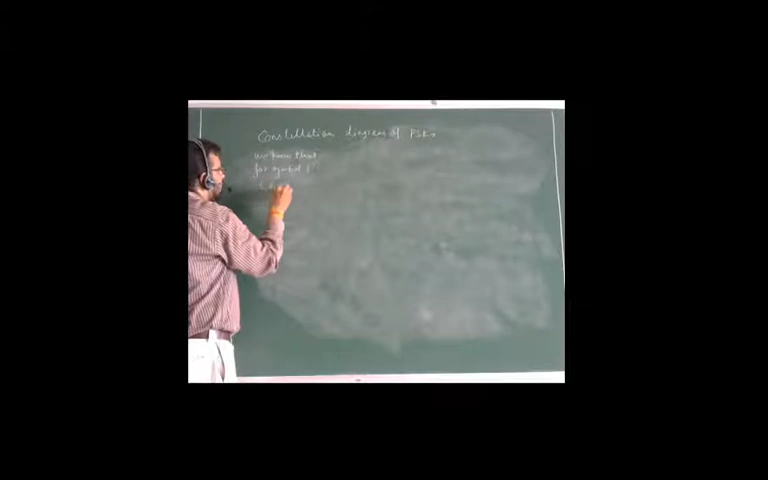 Constellation diagram of PSK
we know that
for symbol 1